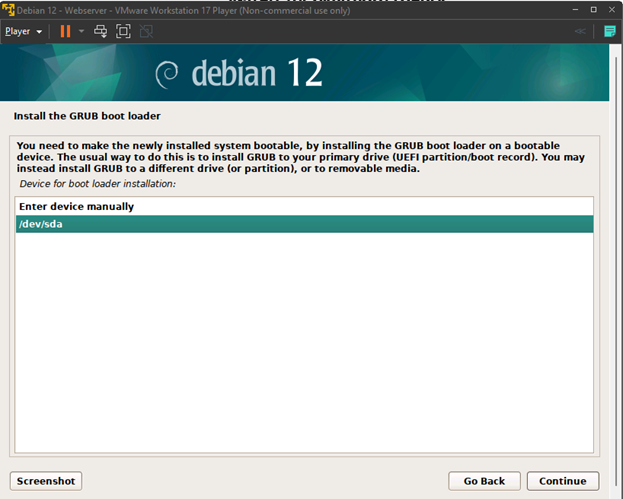 Debian 12 - Webserver - VMware Workstation 17 Player (Non-commercial use only)
Player
debian 12
Install the GRUB boot loader
You need to make the newly installed system bootable, by installing the GRUB boot loader on a bootable
device. The usual way to do this is to install GRUB to your primary drive (UEFI partition/boot record). You may
instead install GRUB to a different drive (or partition), or to removable media.
Device for boot loader installation:
Enter device manually
/dev/sda
Screenshot
Go Back
Continue